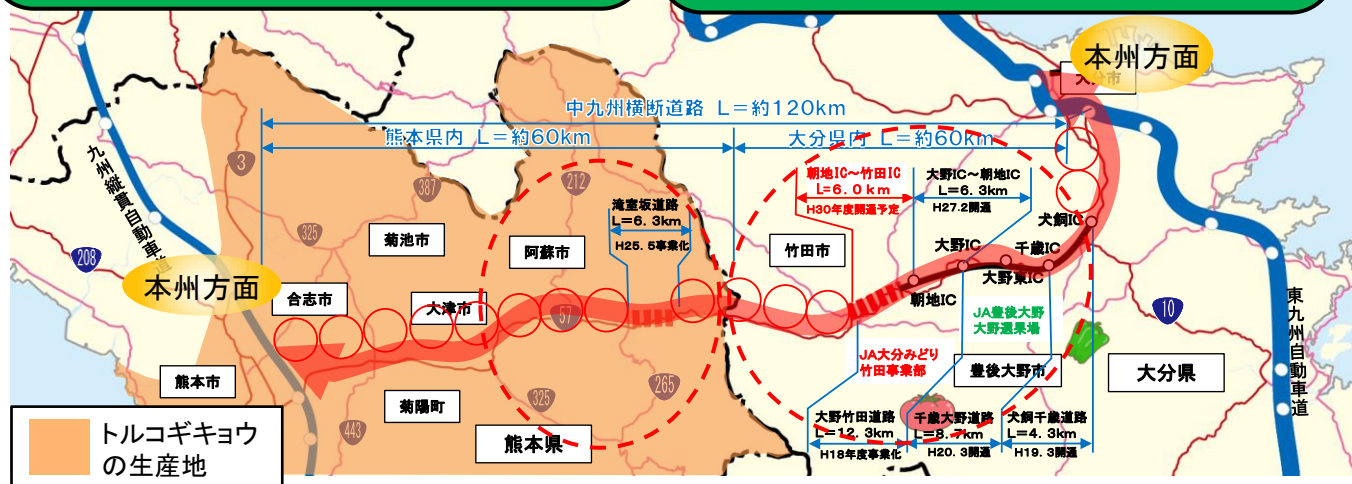 本州方面
大分市
中九州横断道路 L=約120km
熊本県内 L=約60km
大分県内 L=約60km
九州縦貫自動車道
3
387
212
325
208
滝室坂道路
L=6.3km
H25.5事業化
朝地IC~竹田IC
L=6.0km
H30年度開通予定
大野IC~朝地IC
L=6.3km
H27.2開通
犬飼IC
菊池市
阿蘇市
竹田市
大野IC
千歳IC
大野東IC
朝地IC
本州方面
合志市
大津市
57
JA豊後大野
大野選果場
10
東九州自動車道
JA大分みどり
竹田事業部
豊後大野市
大分県
熊本市
菊陽町
325
265
443
熊本県
大野竹田道路
L=12.3km
H18年度事業化
千歳大野道路
L=8.7km
H20.3開通
犬飼千歳道路
L=4.3km
H19.3開通
トルコギキョウ
の生産地